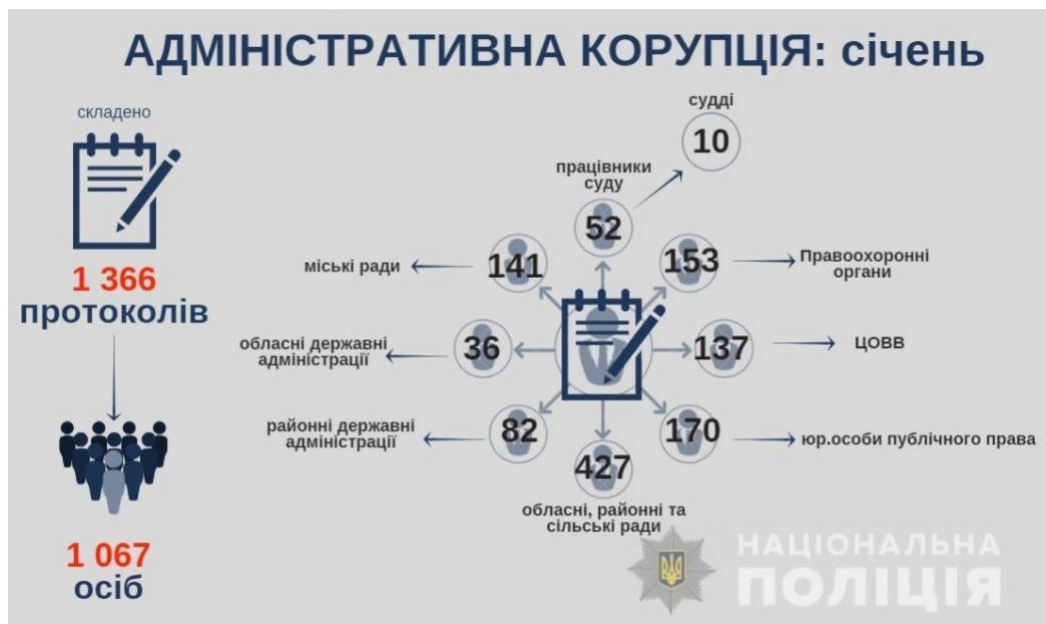 АДМІНІСТРАТИВНА КОРУПЦІЯ: січень
складено
1 366
протоколів
1 067
осіб
судді
10
працівники
суду
52
міські ради
141
153
Правоохоронні
органи
обласні державні
адміністрації
36
137
ЦОВВ
районні державні
адміністрації
82
170
юр.особи публічного права
427
обласні, районні та
сільські ради
НАЦІОНАЛЬНА
ПОЛІЦІЯ